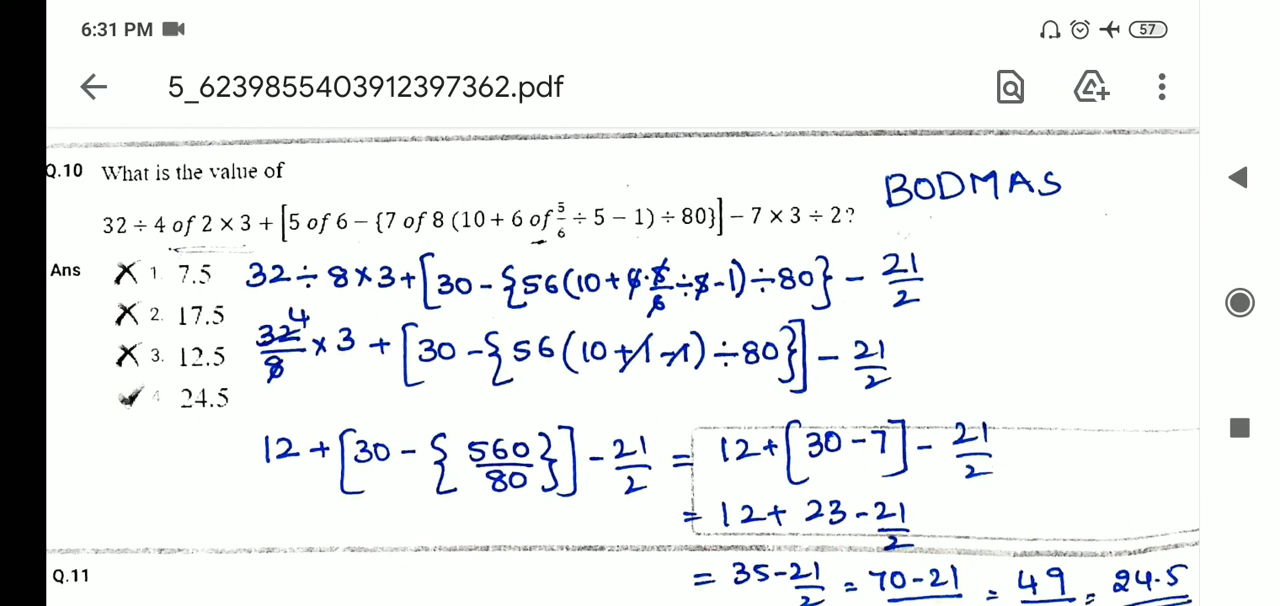 6:31 PM 57
5_6239855403912397362.pdf
Q.10 What is the value of
BODMAS
32 ÷ 4 of 2 × 3 + [5 of 6 − {7 of 8 (10 + 6 of 5/6 ÷ 5 − 1) ÷ 80}] − 7 × 3 ÷ 2?
Ans
X 1. 7.5
32 ÷ 8 × 3 + [30 - {56(10 + 6·5/6 ÷ 5 - 1) ÷ 80} - 21/2
X 2. 17.5
32/8 4 × 3 + [30 - {56(10 + 1 - 1) ÷ 80}] - 21/2
X 3. 12.5
✓ 4. 24.5
12 + [30 - {560/80}] - 21/2 = 12 + [30 - 7] - 21/2
= 12 + 23 - 21/2
Q.11
= 35 - 21/2 = 70 - 21 = 49 = 24.5